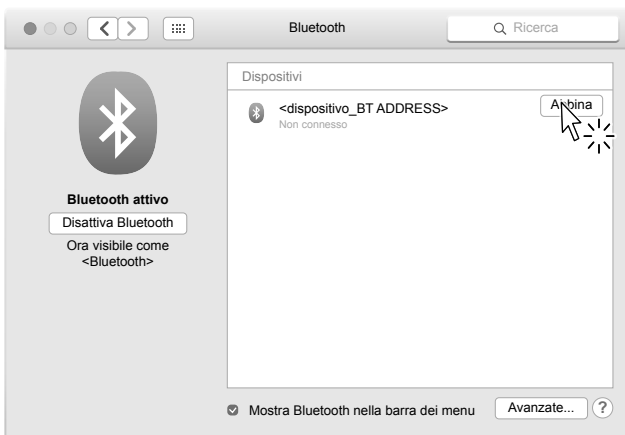 Bluetooth
Ricerca
Dispositivi
<dispositivo_BT ADDRESS>
Non connesso
Bluetooth attivo
Disattiva Bluetooth
Ora visibile come
<Bluetooth>
Mostra Bluetooth nella barra dei menu
Avanzate...
?